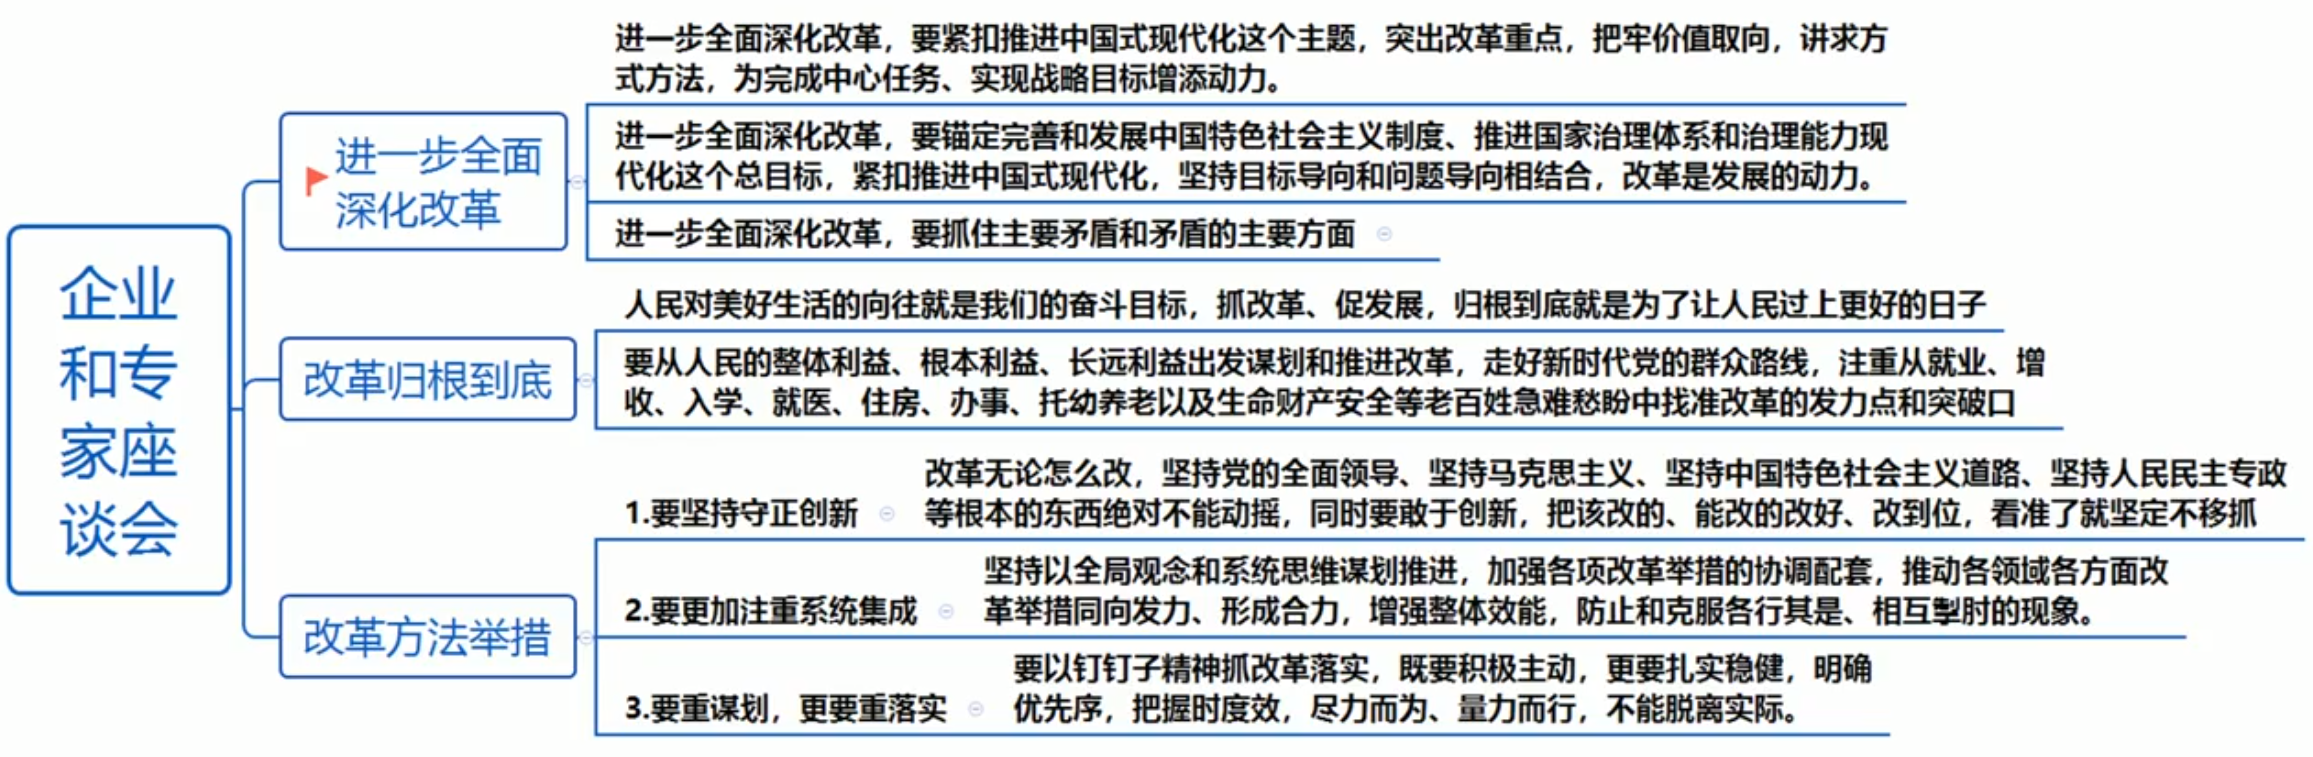 企业
和专
家座
谈会
进一步全面
深化改革
进一步全面深化改革，要紧扣推进中国式现代化这个主题，突出改革重点，把牢价值取向，讲求方
式方法，为完成中心任务、实现战略目标增添动力。
进一步全面深化改革，要锚定完善和发展中国特色社会主义制度、推进国家治理体系和治理能力现
代化这个总目标，紧扣推进中国式现代化，坚持目标导向和问题导向相结合，改革是发展的动力。
进一步全面深化改革，要抓住主要矛盾和矛盾的主要方面
改革归根到底
人民对美好生活的向往就是我们的奋斗目标，抓改革、促发展，归根到底就是为了让人民过上更好的日子
要从人民的整体利益、根本利益、长远利益出发谋划和推进改革，走好新时代党的群众路线，注重从就业、增
收、入学、就医、住房、办事、托幼养老以及生命财产安全等老百姓急难愁盼中找准改革的发力点和突破口
改革方法举措
1.要坚持守正创新
改革无论怎么改，坚持党的全面领导、坚持马克思主义、坚持中国特色社会主义道路、坚持人民民主专政
等根本的东西绝对不能动摇，同时要敢于创新，把该改的、能改的改好、改到位，看准了就坚定不移抓
2.要更加注重系统集成
坚持以全局观念和系统思维谋划推进，加强各项改革举措的协调配套，推动各领域各方面改
革举措同向发力、形成合力，增强整体效能，防止和克服各行其是、相互掣肘的现象。
3.要重谋划，更要重落实
要以钉钉子精神抓改革落实，既要积极主动，更要扎实稳健，明确
优先序，把握时度效，尽力而为、量力而行，不能脱离实际。